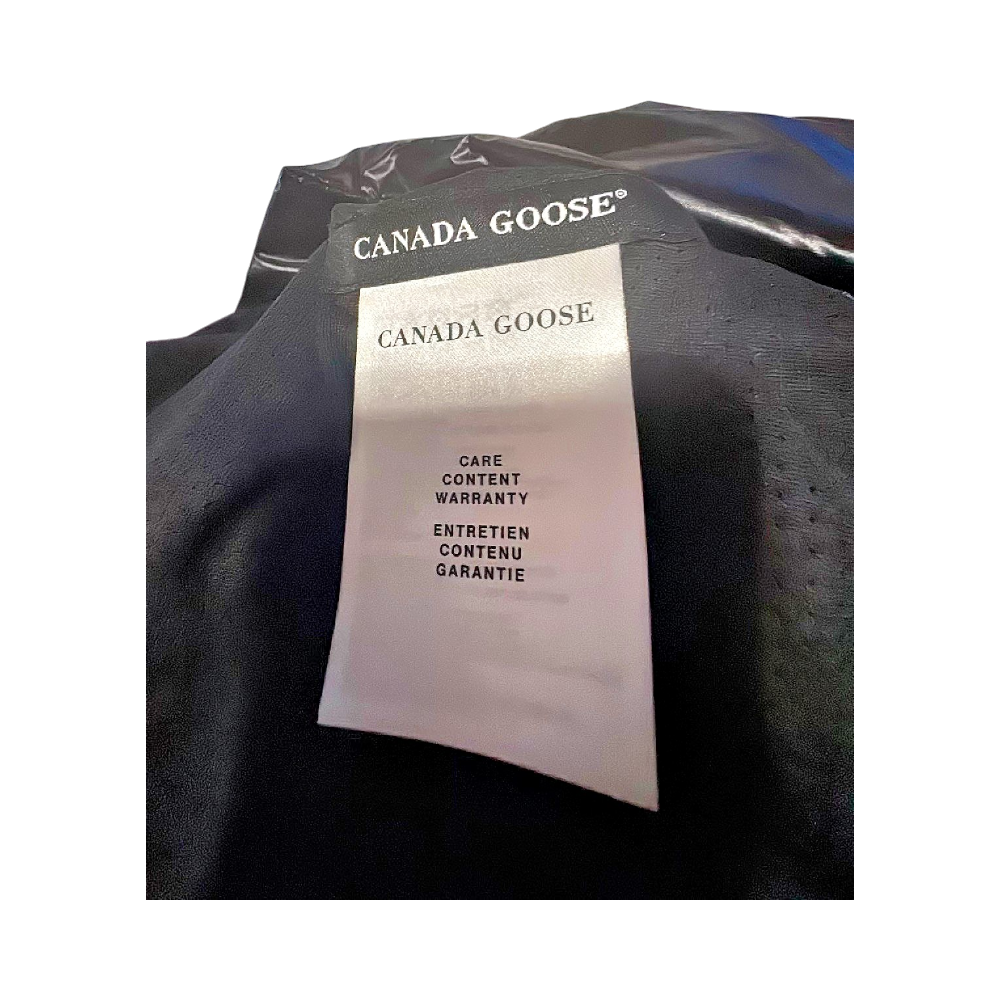 CANADA GOOSE®
CANADA GOOSE
CARE
CONTENT
WARRANTY
ENTRETIEN
CONTENU
GARANTIE